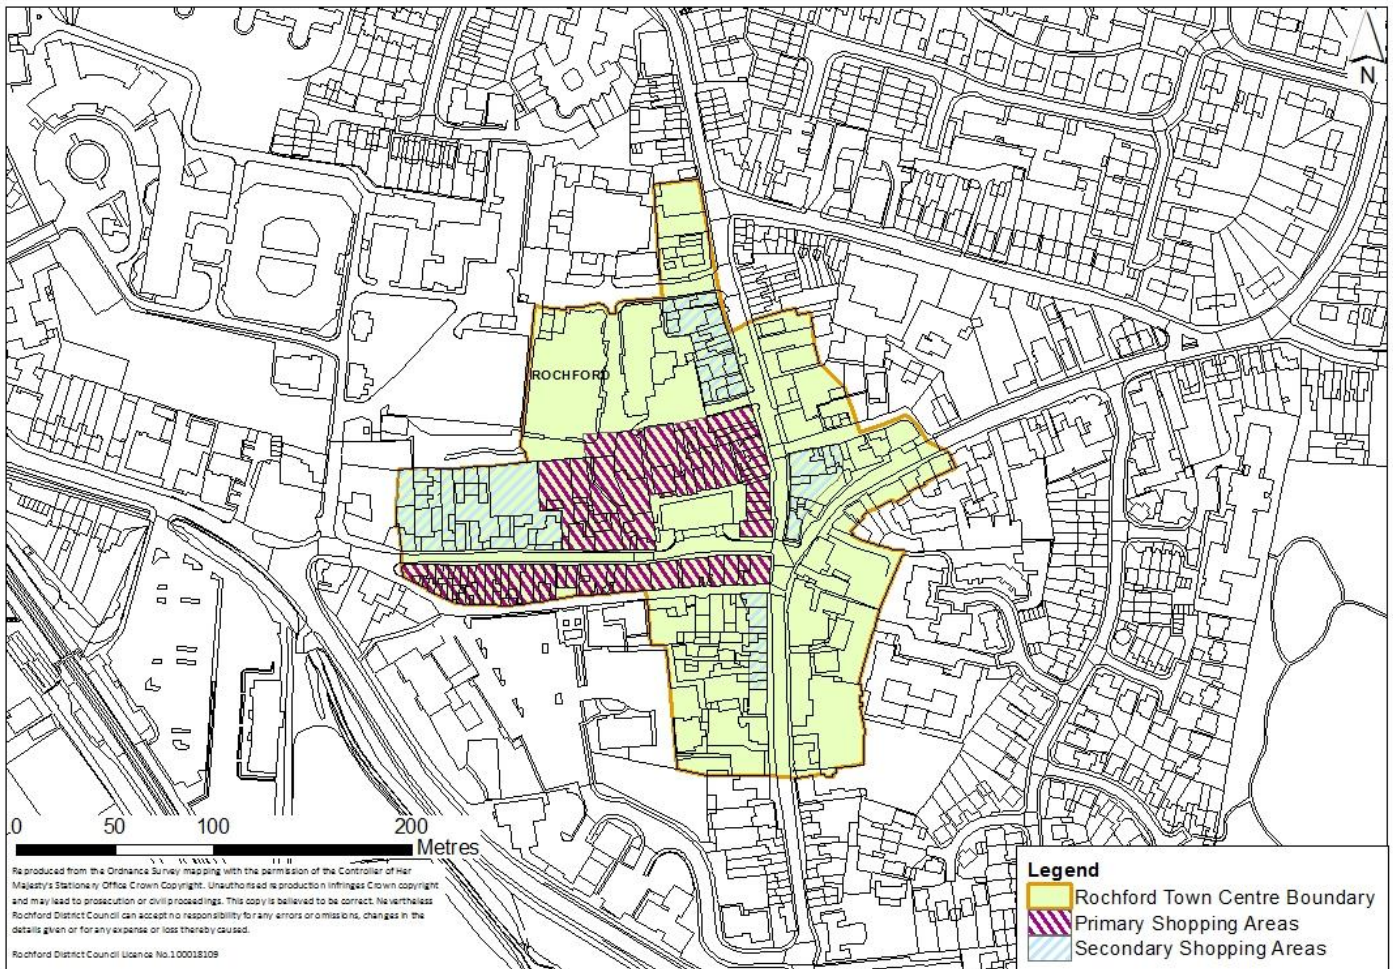 N
ROCHFORD
0 50 100 200
Metres
Reproduced from the Ordnance Survey mapping with the permission of the Controller of Her
Majesty's Stationery Office Crown Copyright. Unauthorised reproduction infringes Crown copyright
and may lead to prosecution or civil proceedings. This copy is believed to be correct. Nevertheless
Rochford District Council can accept no responsibility for any errors or omissions, changes in the
details given or for any expense or loss thereby caused.
Rochford District Council Licence No.100018109
Legend
Rochford Town Centre Boundary
Primary Shopping Areas
Secondary Shopping Areas